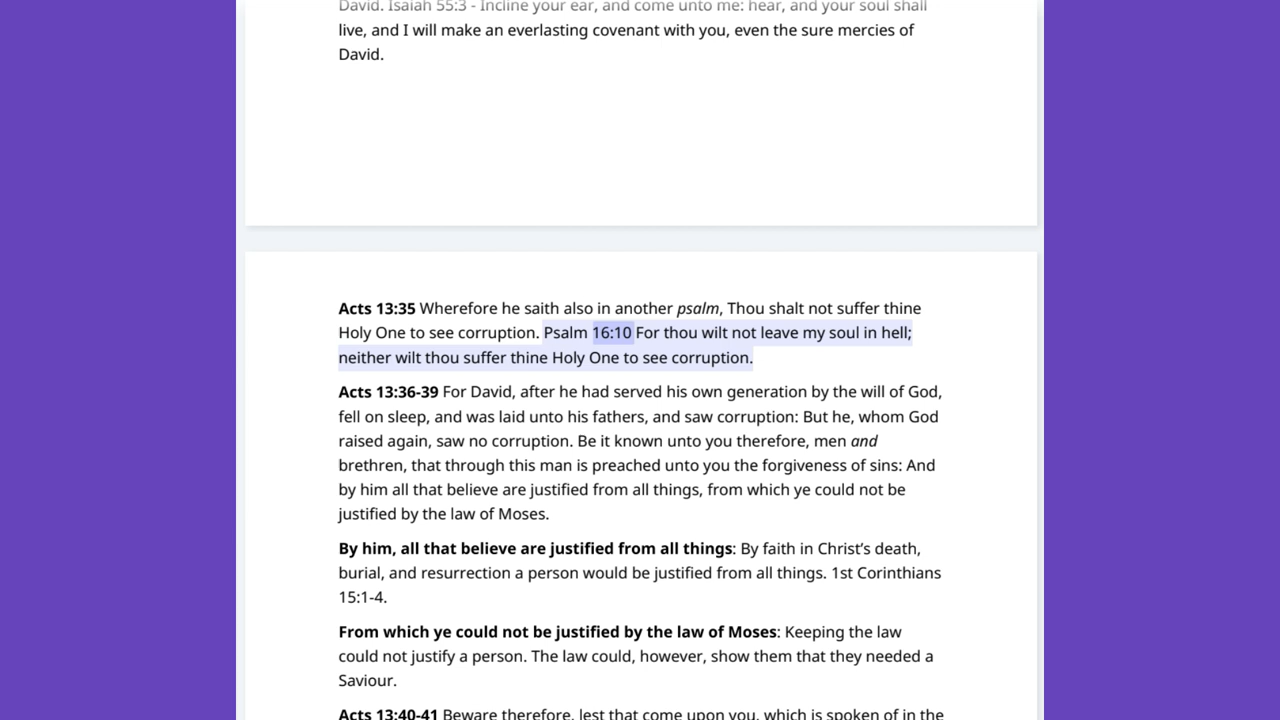 David. Isaiah 55:3 - Incline your ear, and come unto me: hear, and your soul shall
live, and I will make an everlasting covenant with you, even the sure mercies of
David.
Acts 13:35 Wherefore he saith also in another psalm, Thou shalt not suffer thine
Holy One to see corruption. Psalm 16:10 For thou wilt not leave my soul in hell;
neither wilt thou suffer thine Holy One to see corruption.
Acts 13:36-39 For David, after he had served his own generation by the will of God,
fell on sleep, and was laid unto his fathers, and saw corruption: But he, whom God
raised again, saw no corruption. Be it known unto you therefore, men and
brethren, that through this man is preached unto you the forgiveness of sins: And
by him all that believe are justified from all things, from which ye could not be
justified by the law of Moses.
By him, all that believe are justified from all things: By faith in Christ’s death,
burial, and resurrection a person would be justified from all things. 1st Corinthians
15:1-4.
From which ye could not be justified by the law of Moses: Keeping the law
could not justify a person. The law could, however, show them that they needed a
Saviour.
Acts 13:40-41 Beware therefore, lest that come upon you, which is spoken of in the